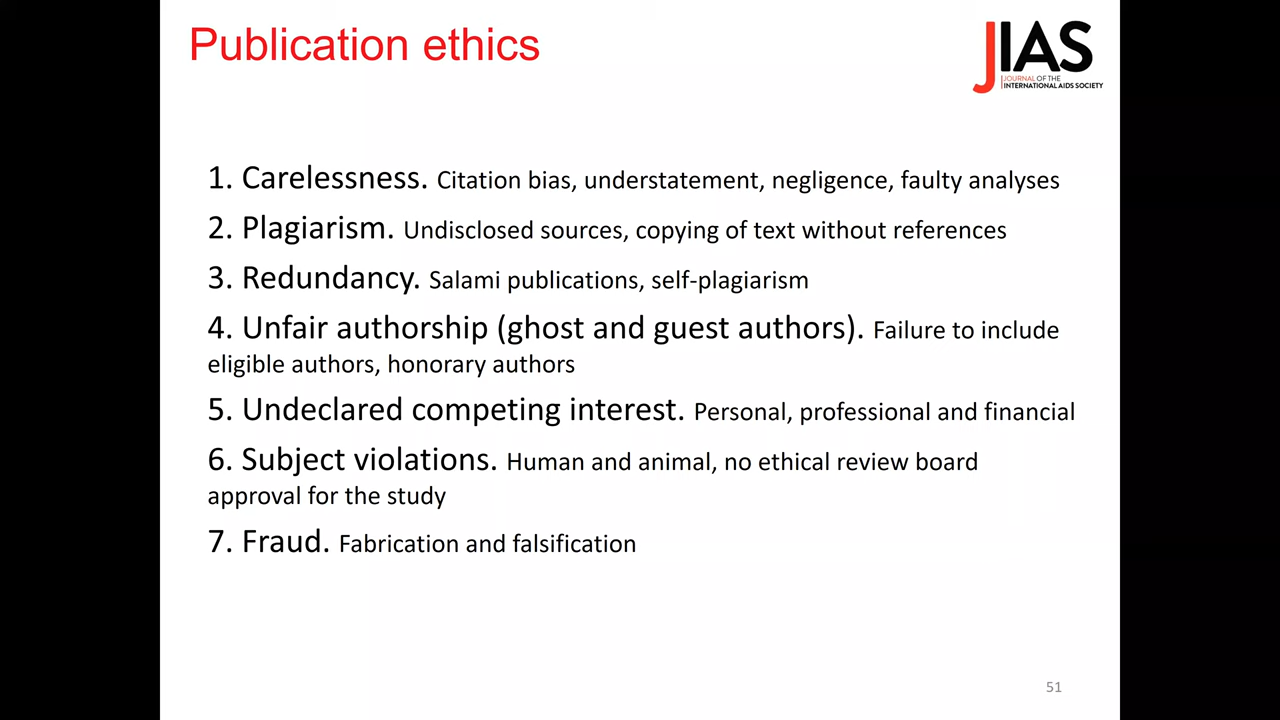 Publication ethics
JIAS
JOURNAL OF THE
INTERNATIONAL AIDS SOCIETY
1. Carelessness. Citation bias, understatement, negligence, faulty analyses
2. Plagiarism. Undisclosed sources, copying of text without references
3. Redundancy. Salami publications, self-plagiarism
4. Unfair authorship (ghost and guest authors). Failure to include
eligible authors, honorary authors
5. Undeclared competing interest. Personal, professional and financial
6. Subject violations. Human and animal, no ethical review board
approval for the study
7. Fraud. Fabrication and falsification
51